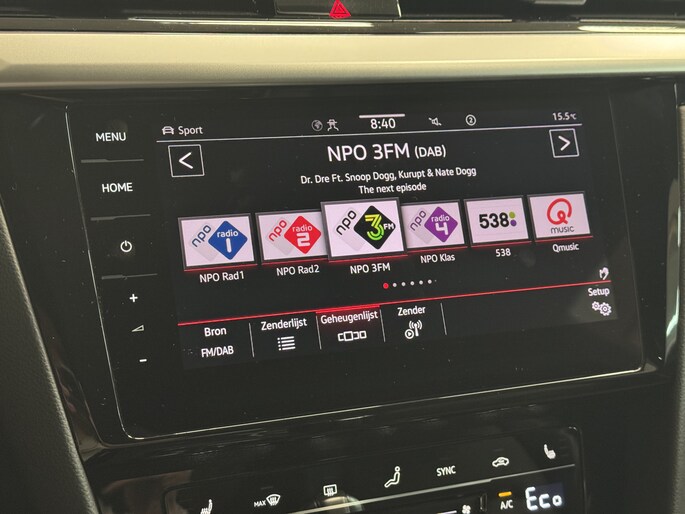 MENU
HOME
+
-
Sport
8:40
2
15.5°C
<
NPO 3FM (DAB)
>
Dr. Dre Ft. Snoop Dogg, Kurupt & Nate Dogg
The next episode
npo radio 1
npo radio 2
npo 3FM
npo radio 4
538
Q music
NPO Rad1
NPO Rad2
NPO 3FM
NPO Klas
538
Qmusic
Setup
Bron
FM/DAB
Zenderlijst
Geheugenlijst
Zender
MAX
SYNC
A/C
Eco